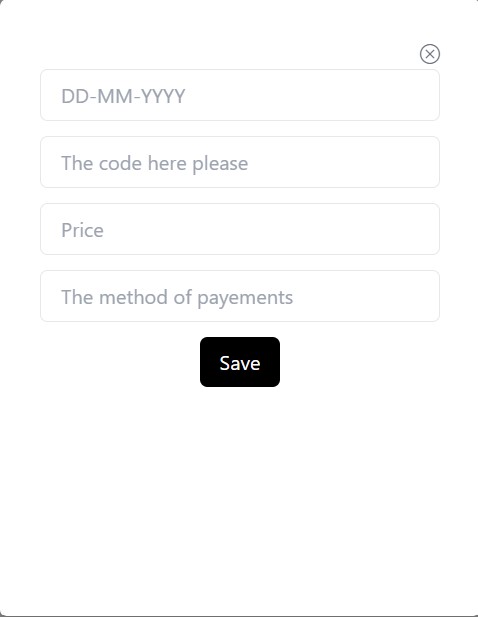 DD-MM-YYYY
The code here please
Price
The method of payements
Save